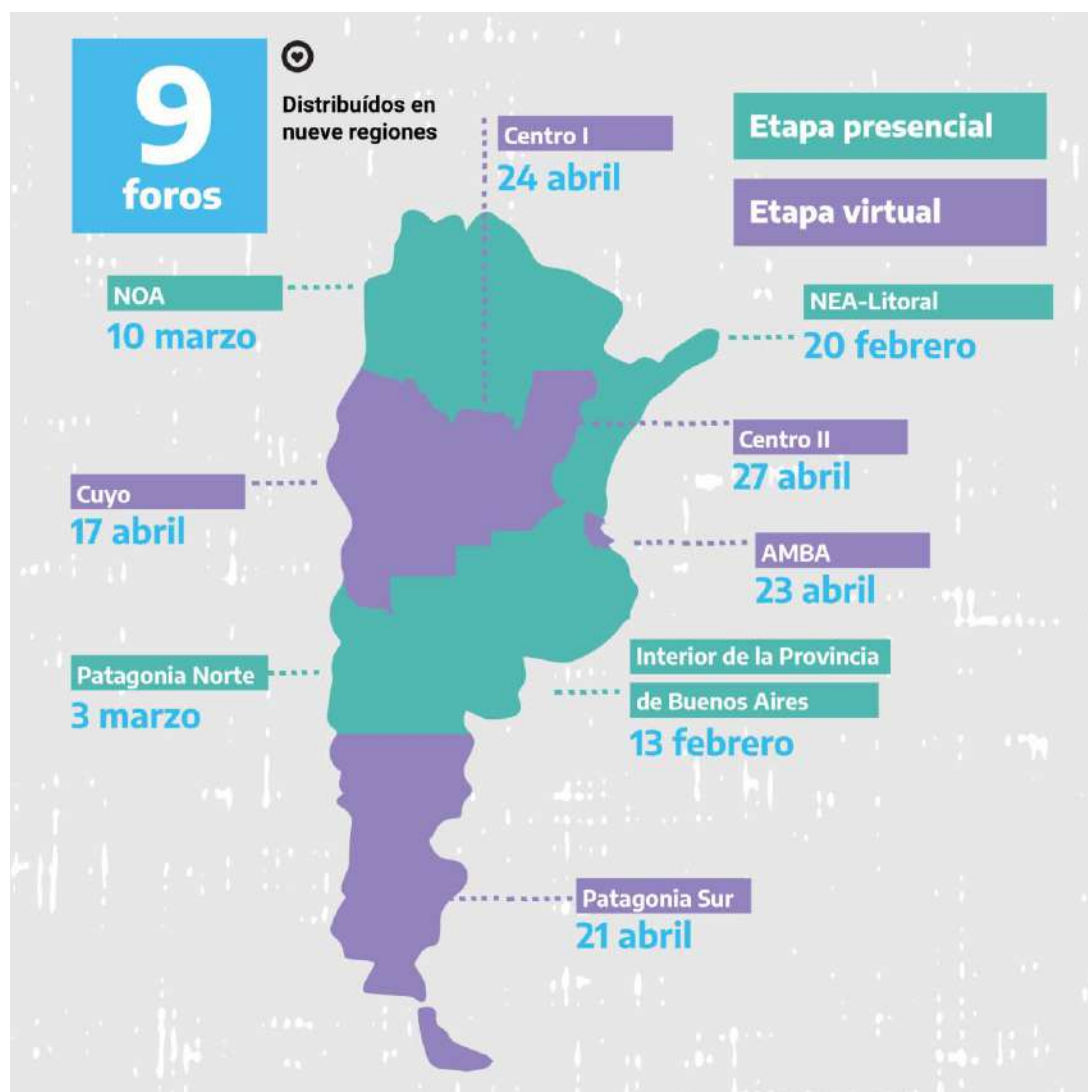 9
foros
Distribuídos en
nueve regiones
Centro I
24 abril
Etapa presencial
Etapa virtual
NOA
10 marzo
NEA-Litoral
20 febrero
Centro II
27 abril
Cuyo
17 abril
AMBA
23 abril
Interior de la Provincia
de Buenos Aires
13 febrero
Patagonia Norte
3 marzo
Patagonia Sur
21 abril